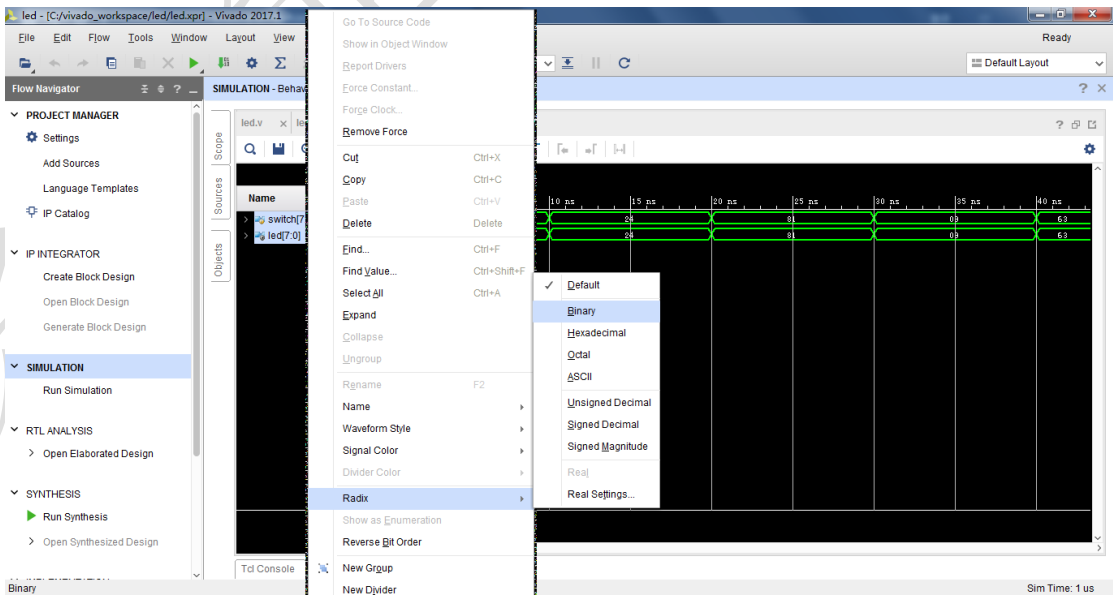 led - [C:/vivado_workspace/led/led.xpr] - Vivado 2017.1
File Edit Flow Tools Window Layout View
Ready
Default Layout
Flow Navigator
SIMULATION - Behav
PROJECT MANAGER
Settings
Add Sources
Language Templates
IP Catalog
IP INTEGRATOR
Create Block Design
Open Block Design
Generate Block Design
SIMULATION
Run Simulation
RTL ANALYSIS
Open Elaborated Design
SYNTHESIS
Run Synthesis
Open Synthesized Design
Scope
Sources
Objects
led.v
Name
switch[7
led[7:0]
Tcl Console
Go To Source Code
Show in Object Window
Report Drivers
Force Constant...
Force Clock...
Remove Force
Cut Ctrl+X
Copy Ctrl+C
Paste Ctrl+V
Delete Delete
Find... Ctrl+F
Find Value... Ctrl+Shift+F
Select All Ctrl+A
Expand
Collapse
Ungroup
Rename F2
Name
Waveform Style
Signal Color
Divider Color
Radix
Show as Enumeration
Reverse Bit Order
New Group
New Divider
Default
Binary
Hexadecimal
Octal
ASCII
Unsigned Decimal
Signed Decimal
Signed Magnitude
Real
Real Settings...
10 ns 15 ns 20 ns 25 ns 30 ns 35 ns 40 ns
24 81 09 63
24 81 09 63
Binary
Sim Time: 1 us